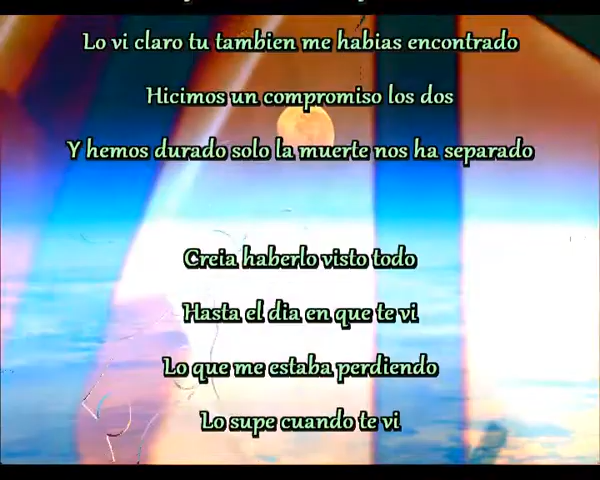 Lo vi claro tu tambien me habias encontrado
Hicimos un compromiso los dos
Y hemos durado solo la muerte nos ha separado
Creia haberlo visto todo
Hasta el dia en que te vi
Lo que me estaba perdiendo
Lo supe cuando te vi